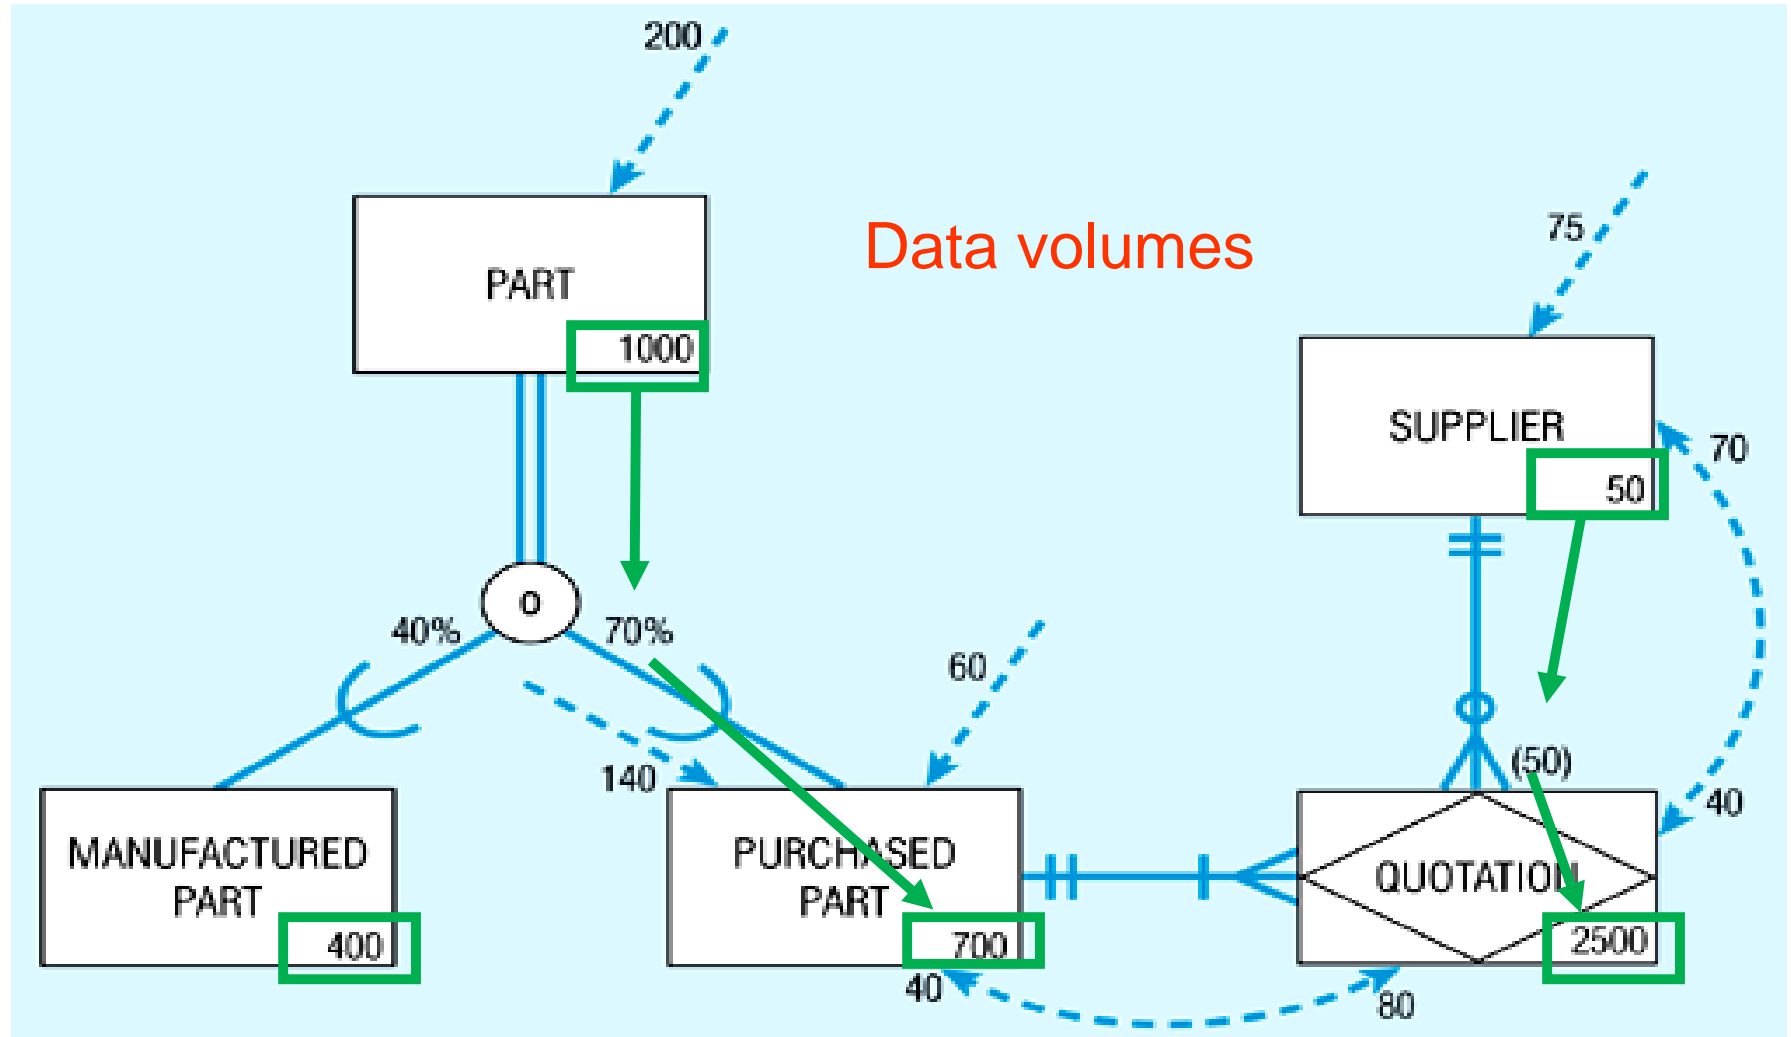 200
Data volumes
75
PART
1000
SUPPLIER
50
70
O
40%
70%
60
140
(50)
40
MANUFACTURED
PART
400
PURCHASED
PART
700
QUOTATION
2500
40
80